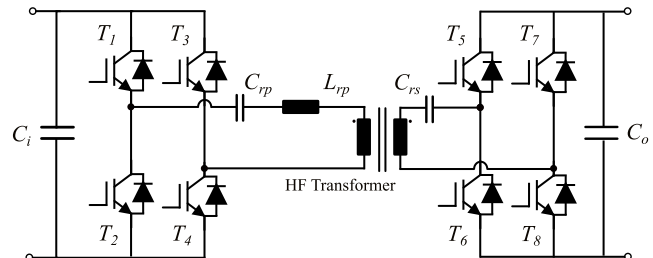 T1 T3 T5 T7
Crp Lrp Crs
Ci Co
HF Transformer
T2 T4 T6 T8